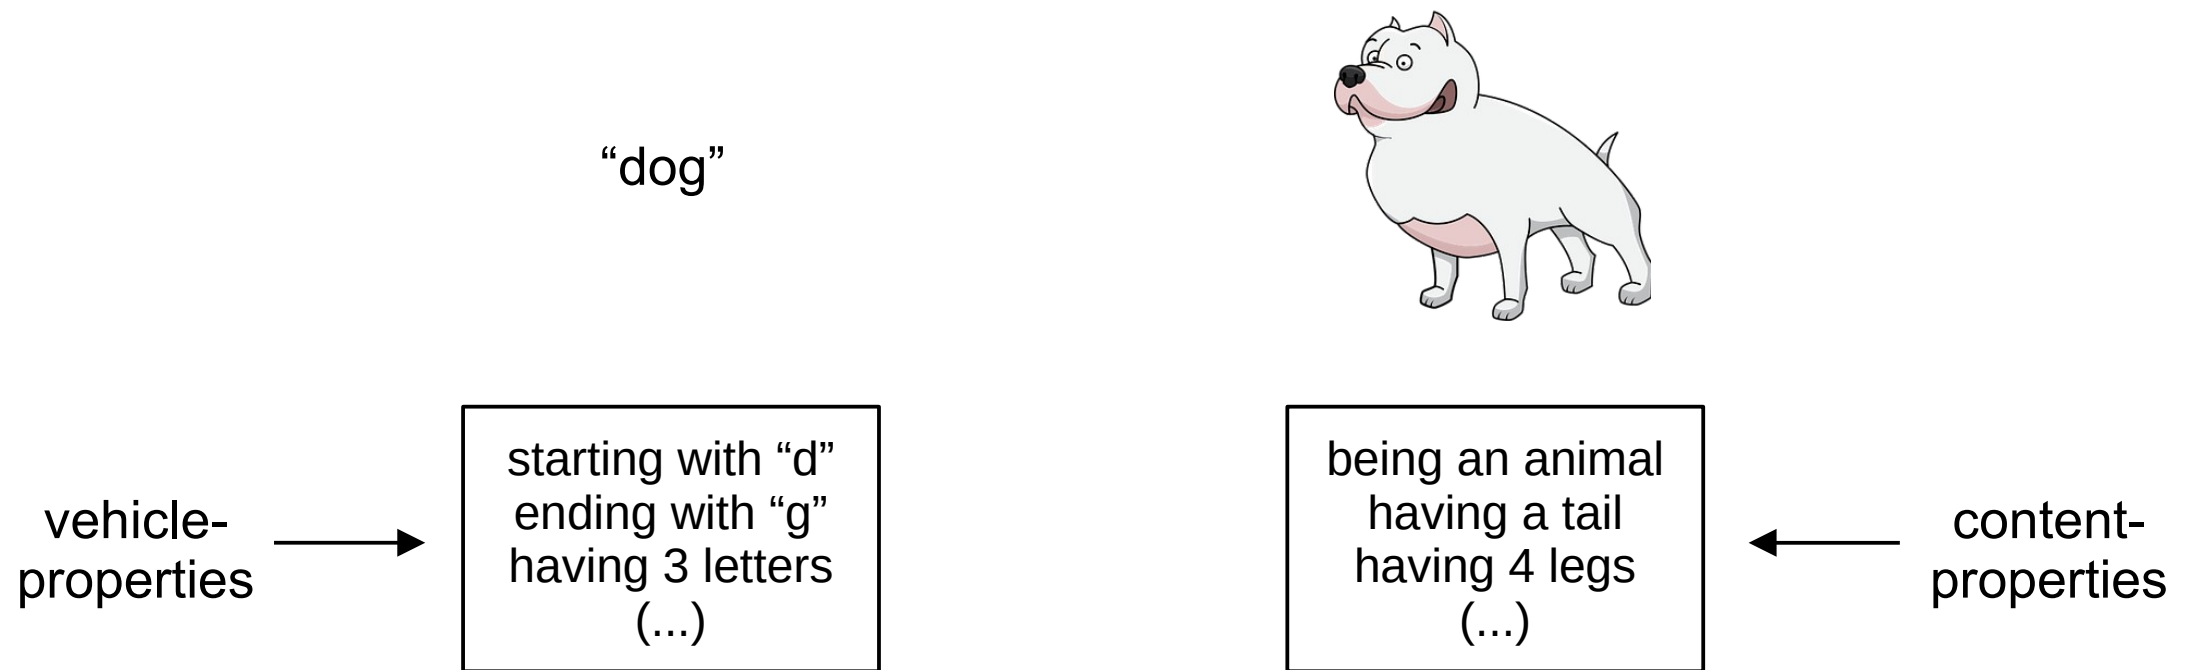 “dog”
vehicle-
properties
starting with “d”
ending with “g”
having 3 letters
(...)
being an animal
having a tail
having 4 legs
(...)
content-
properties